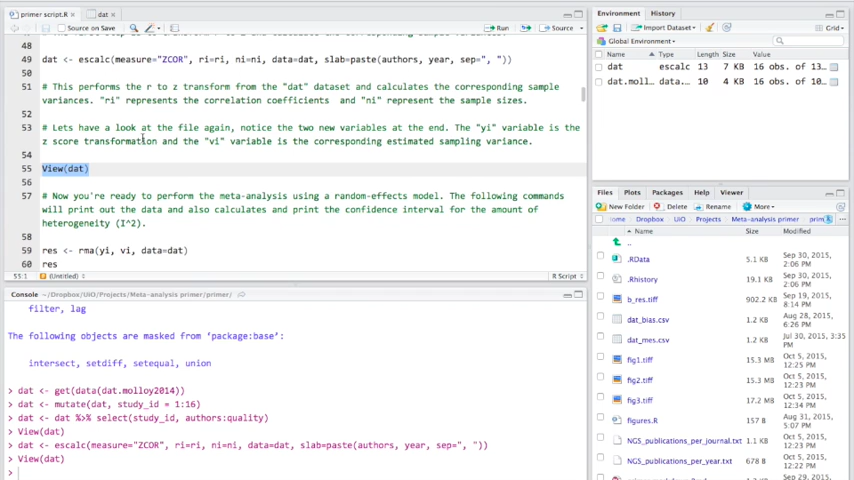 primer script.R
dat
Source on Save
Run
Source
48
49 dat <- escalc(measure="ZCOR", ri=ri, ni=ni, data=dat, slab=paste(authors, year, sep=", "))
50
51 # This performs the r to z transform from the "dat" dataset and calculates the corresponding sample
variances. "ri" represents the correlation coefficients and "ni" represent the sample sizes.
52
53 # Lets have a look at the file again, notice the two new variables at the end. The "yi" variable is the
z score transformation and the "vi" variable is the corresponding estimated sampling variance.
54
55 View(dat)
56
57 # Now you're ready to perform the meta-analysis using a random-effects model. The following commands
will print out the data and also calculates and print the confidence interval for the amount of
heterogeneity (I^2).
58
59 res <- rma(yi, vi, data=dat)
60 res
55:1 (Untitled) R Script
Console ~/Dropbox/UiO/Projects/Meta-analysis primer/primer/
filter, lag
The following objects are masked from ‘package:base’:
intersect, setdiff, setequal, union
> dat <- get(data(dat.molloy2014))
> dat <- mutate(dat, study_id = 1:16)
> dat <- dat %>% select(study_id, authors:quality)
> View(dat)
> dat <- escalc(measure="ZCOR", ri=ri, ni=ni, data=dat, slab=paste(authors, year, sep=", "))
> View(dat)
>
Environment History
Import Dataset
Global Environment
Grid
Name Type Length Size Value
dat escalc 13 7 KB 16 obs. of 13...
dat.moll... data.... 10 4 KB 16 obs. of 10...
Files Plots Packages Help Viewer
New Folder Delete Rename More
Dropbox UiO Projects Meta-analysis primer
Name Size Modified
..
.RData 5.1 KB Sep 30, 2015, 2:06 PM
.Rhistory 19.1 KB Sep 30, 2015, 2:06 PM
b_res.tiff 902.2 KB Sep 19, 2015, 8:14 PM
dat_bias.csv 1.2 KB Aug 28, 2015, 6:26 PM
dat_mes.csv 1.2 KB Jul 30, 2015, 3:35 PM
fig1.tiff 15.3 MB Oct 5, 2015, 12:23 PM
fig2.tiff 15.3 MB Oct 5, 2015, 12:23 PM
fig3.tiff 17.2 MB Oct 5, 2015, 12:34 PM
figures.R 157 B Aug 31, 2015, 5:07 PM
NGS_publications_per_journal.txt 1.1 KB Oct 5, 2015, 12:23 PM
NGS_publications_per_year.txt 678 B Oct 5, 2015, 12:22 PM